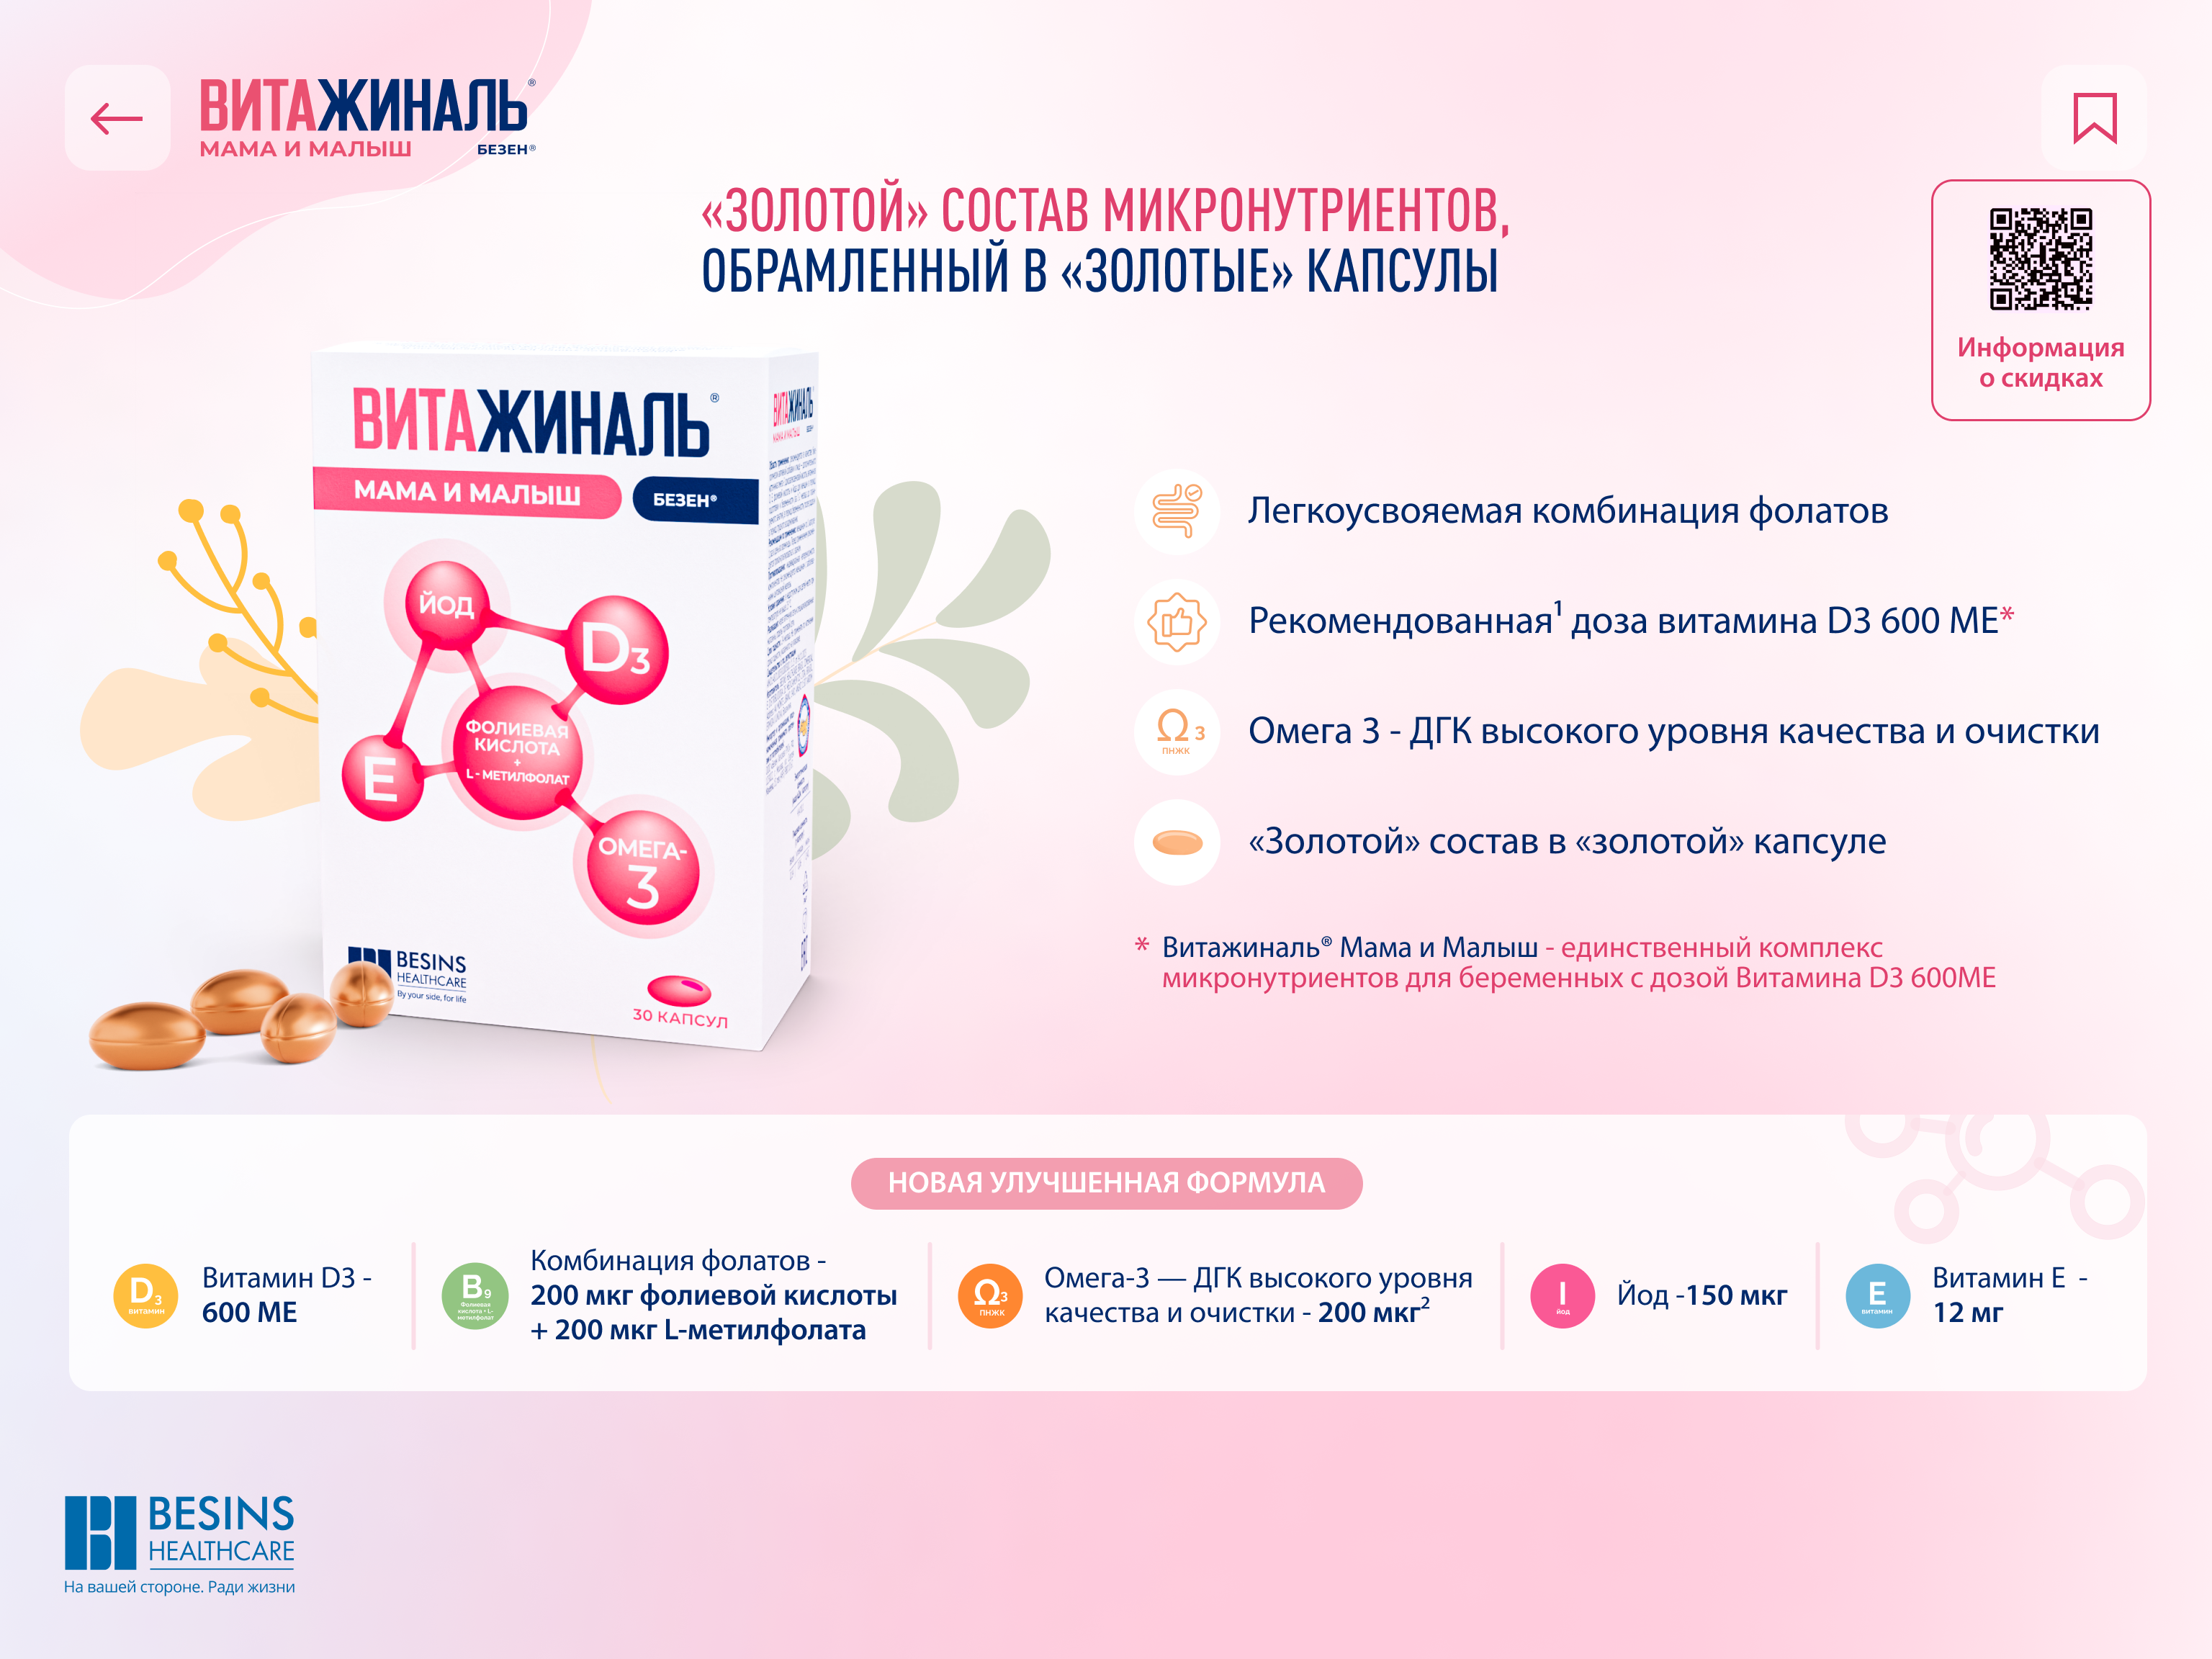 ВИТАЖИНАЛЬ®
МАМА И МАЛЫШ
БЕЗЕН®
«ЗОЛОТОЙ» СОСТАВ МИКРОНУТРИЕНТОВ,
ОБРАМЛЕННЫЙ В «ЗОЛОТЫЕ» КАПСУЛЫ
Информация
о скидках
ВИТАЖИНАЛЬ®
МАМА И МАЛЫШ
БЕЗЕН®
ЙОД
D3
ФОЛИЕВАЯ
КИСЛОТА
+
L-МЕТИЛФОЛАТ
E
ОМЕГА-
3
BESINS
HEALTHCARE
By your side, for life
30 КАПСУЛ
ВИТАЖИНАЛЬ
Легкоусвояемая комбинация фолатов
Рекомендованная¹ доза витамина D3 600 МЕ*
Ω 3
ПНЖК
Омега 3 - ДГК высокого уровня качества и очистки
«Золотой» состав в «золотой» капсуле
* Витажиналь® Мама и Малыш - единственный комплекс
микронутриентов для беременных с дозой Витамина D3 600МЕ
НОВАЯ УЛУЧШЕННАЯ ФОРМУЛА
D3
витамин
Витамин D3 -
600 МЕ
B9
Фолиевая
кислота + L-
метилфолат
Комбинация фолатов -
200 мкг фолиевой кислоты
+ 200 мкг L-метилфолата
Ω3
ПНЖК
Омега-3 — ДГК высокого уровня
качества и очистки - 200 мкг²
I
йод
Йод -150 мкг
E
витамин
Витамин Е -
12 мг
BESINS
HEALTHCARE
На вашей стороне. Ради жизни